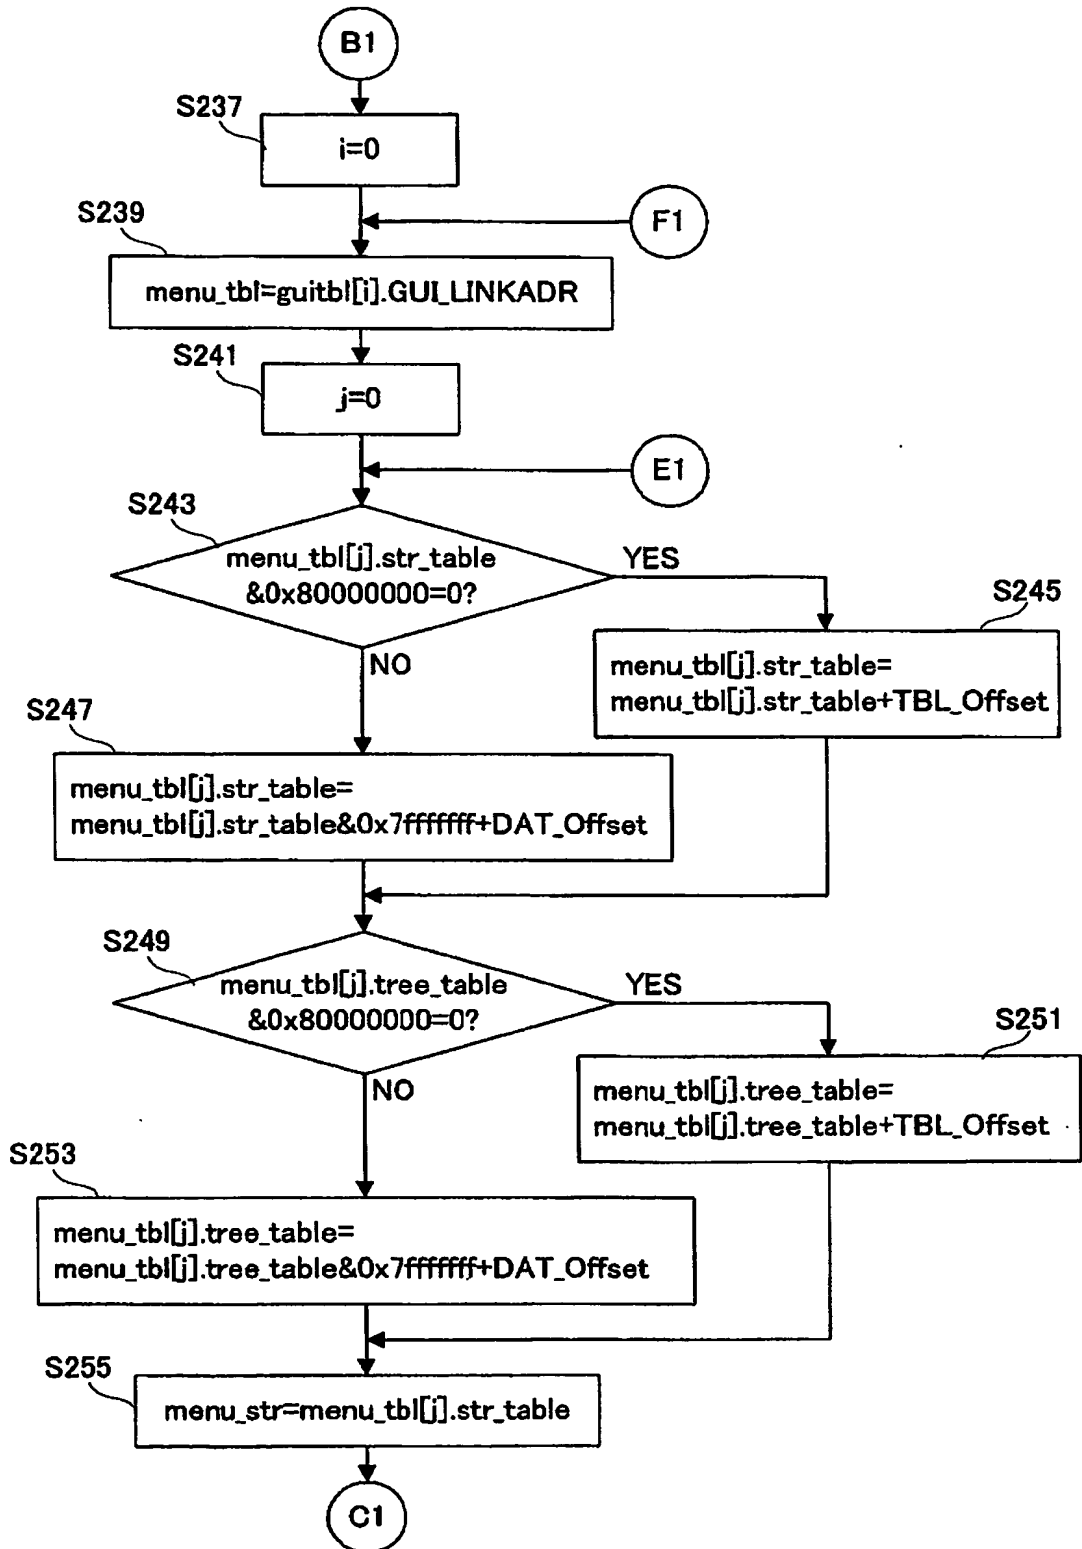 B1
S237
i=0
F1
S239
menu_tbl=guitbl[i].GUI_LINKADR
S241
j=0
E1
S243
menu_tbl[j].str_table
&0x80000000=0?
YES
NO
S245
menu_tbl[j].str_table=
menu_tbl[j].str_table+TBL_Offset
S247
menu_tbl[j].str_table=
menu_tbl[j].str_table&0x7fffffff+DAT_Offset
S249
menu_tbl[j].tree_table
&0x80000000=0?
YES
NO
S251
menu_tbl[j].tree_table=
menu_tbl[j].tree_table+TBL_Offset
S253
menu_tbl[j].tree_table=
menu_tbl[j].tree_table&0x7fffffff+DAT_Offset
S255
menu_str=menu_tbl[j].str_table
C1